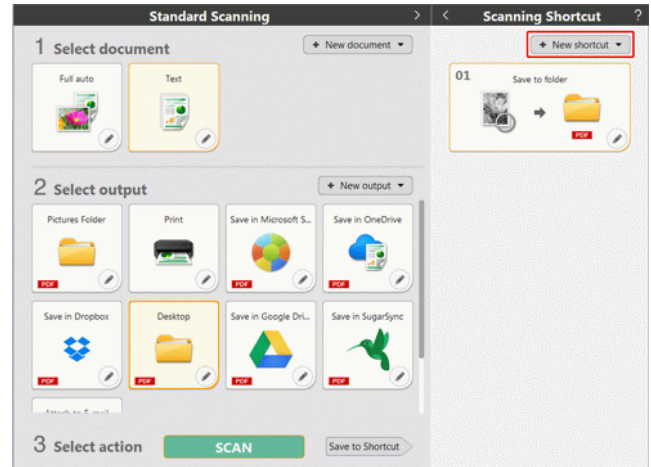 Standard Scanning >
< Scanning Shortcut ?
1 Select document
+ New document
Full auto
Text
2 Select output
+ New output
Pictures Folder
PDF
Print
Save in Microsoft S...
PDF
Save in OneDrive
PDF
Save in Dropbox
PDF
Desktop
PDF
Save in Google Dri...
PDF
Save in SugarSync
PDF
Attach to E-mail
3 Select action
SCAN
Save to Shortcut
+ New shortcut
01
Save to folder
PDF